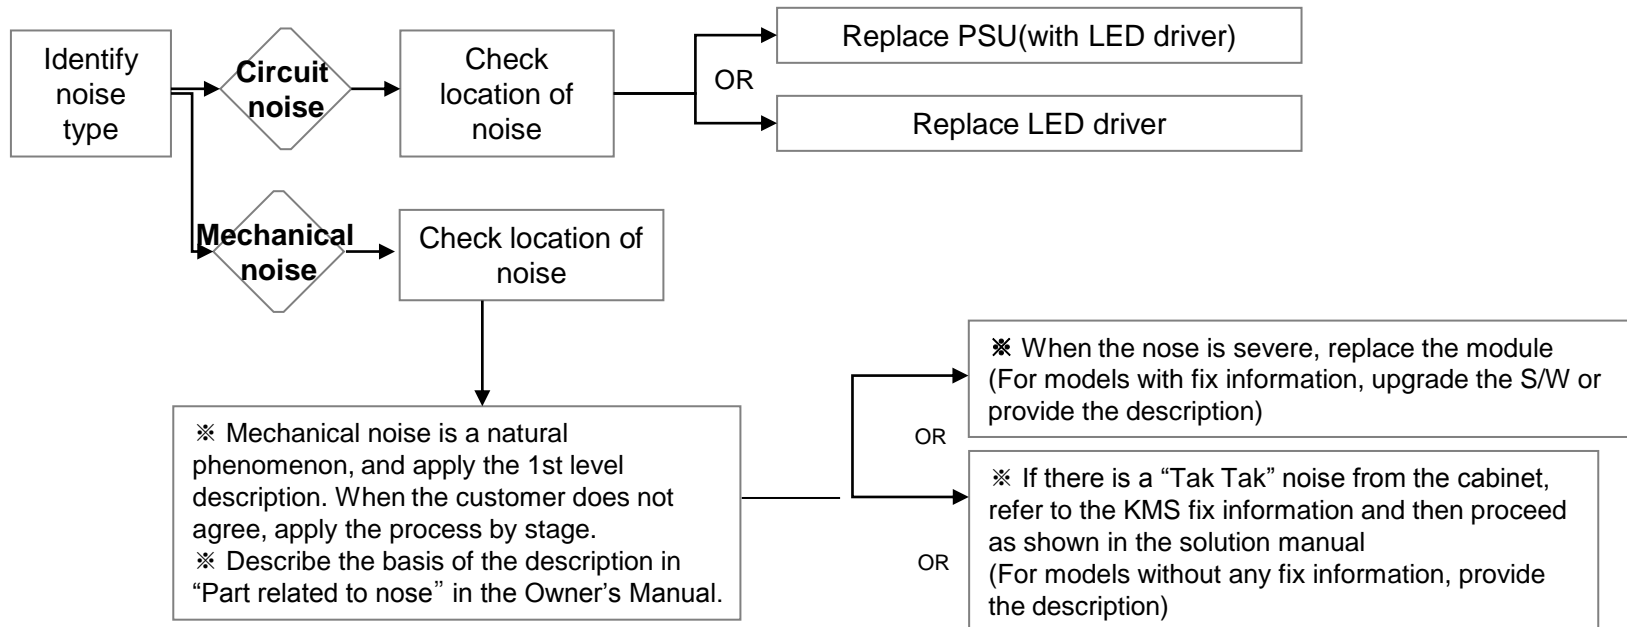 Identify
noise
type
Circuit
noise
Check
location of
noise
Replace PSU(with LED driver)
OR
Replace LED driver
Mechanical
noise
Check location of
noise
※ Mechanical noise is a natural
phenomenon, and apply the 1st level
description. When the customer does not
agree, apply the process by stage.
※ Describe the basis of the description in
“Part related to nose” in the Owner’s Manual.
OR
※ When the nose is severe, replace the module
(For models with fix information, upgrade the S/W or
provide the description)
OR
※ If there is a “Tak Tak” noise from the cabinet,
refer to the KMS fix information and then proceed
as shown in the solution manual
(For models without any fix information, provide
the description)